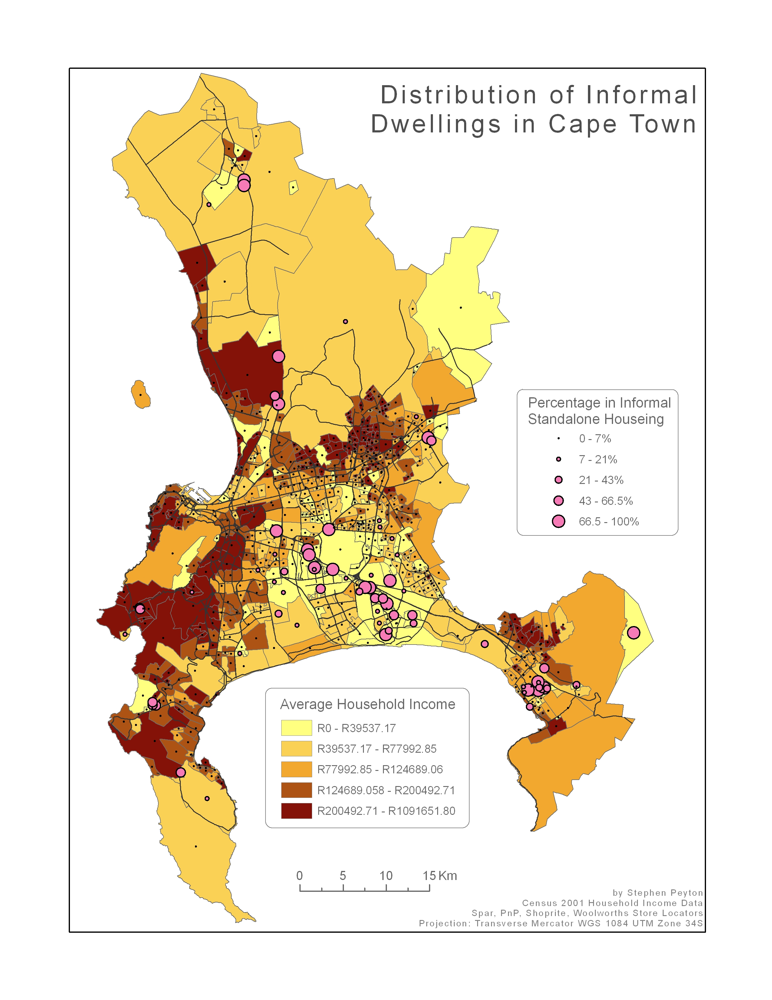 Distribution of Informal
Dwellings in Cape Town
Percentage in Informal
Standalone Houseing
0 - 7%
7 - 21%
21 - 43%
43 - 66.5%
66.5 - 100%
Average Household Income
R0 - R39537.17
R39537.17 - R77992.85
R77992.85 - R124689.06
R124689.058 - R200492.71
R200492.71 - R1091651.80
0 5 10 15 Km
by Stephen Peyton
Census 2001 Household Income Data
Spar, PnP, Shoprite, Woolworths Store Locators
Projection: Transverse Mercator WGS 1084 UTM Zone 34S